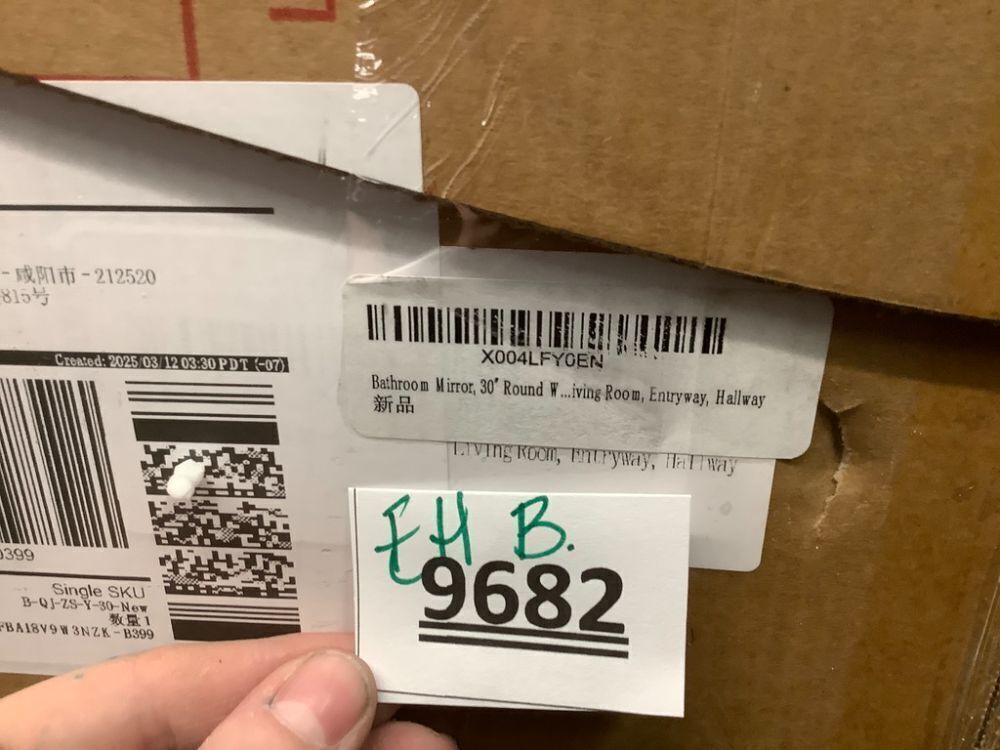 - 咸阳市 - 212520
815号
Created: 2025/03/12 03:30 PDT (-07)
X004LFY0EN
Bathroom Mirror, 30" Round W...iving Room, Entryway, Hallway
新品
Living Room, Entryway, Hallway
0399
Single SKU
B-QJ-ZS-Y-30-New
数量 1
FBA18V9W3NZK-B399
EH B.
9682